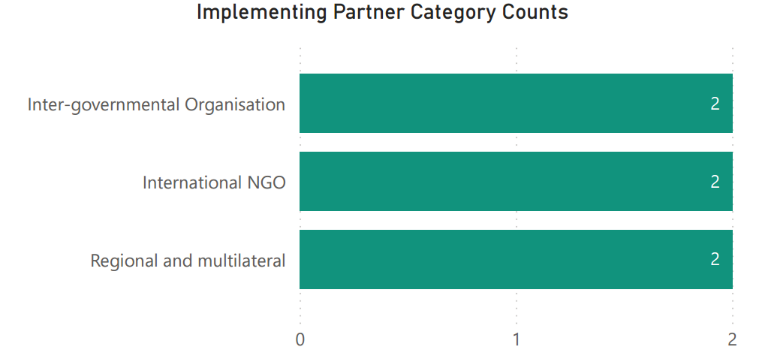 Implementing Partner Category Counts
Inter-governmental Organisation
2
International NGO
2
Regional and multilateral
2
0 1 2